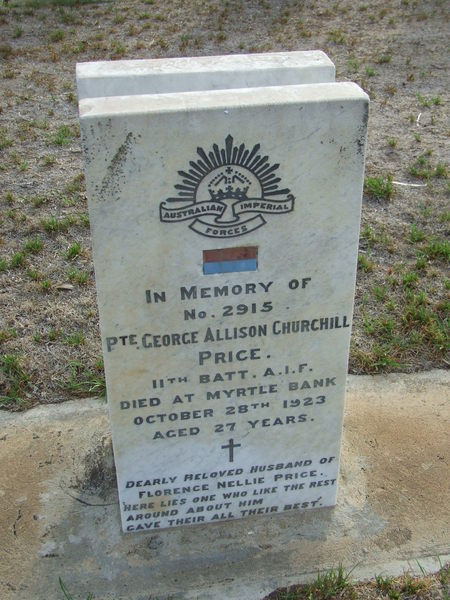 AUSTRALIAN IMPERIAL
FORCES
IN MEMORY OF
NO. 2915
PTE. GEORGE ALLISON CHURCHILL
PRICE.
11TH BATT. A.I.F.
DIED AT MYRTLE BANK
OCTOBER 28TH 1923
AGED 27 YEARS.
DEARLY BELOVED HUSBAND OF
FLORENCE NELLIE PRICE.
HERE LIES ONE WHO LIKE THE REST
AROUND ABOUT HIM
GAVE THEIR ALL THEIR BEST.